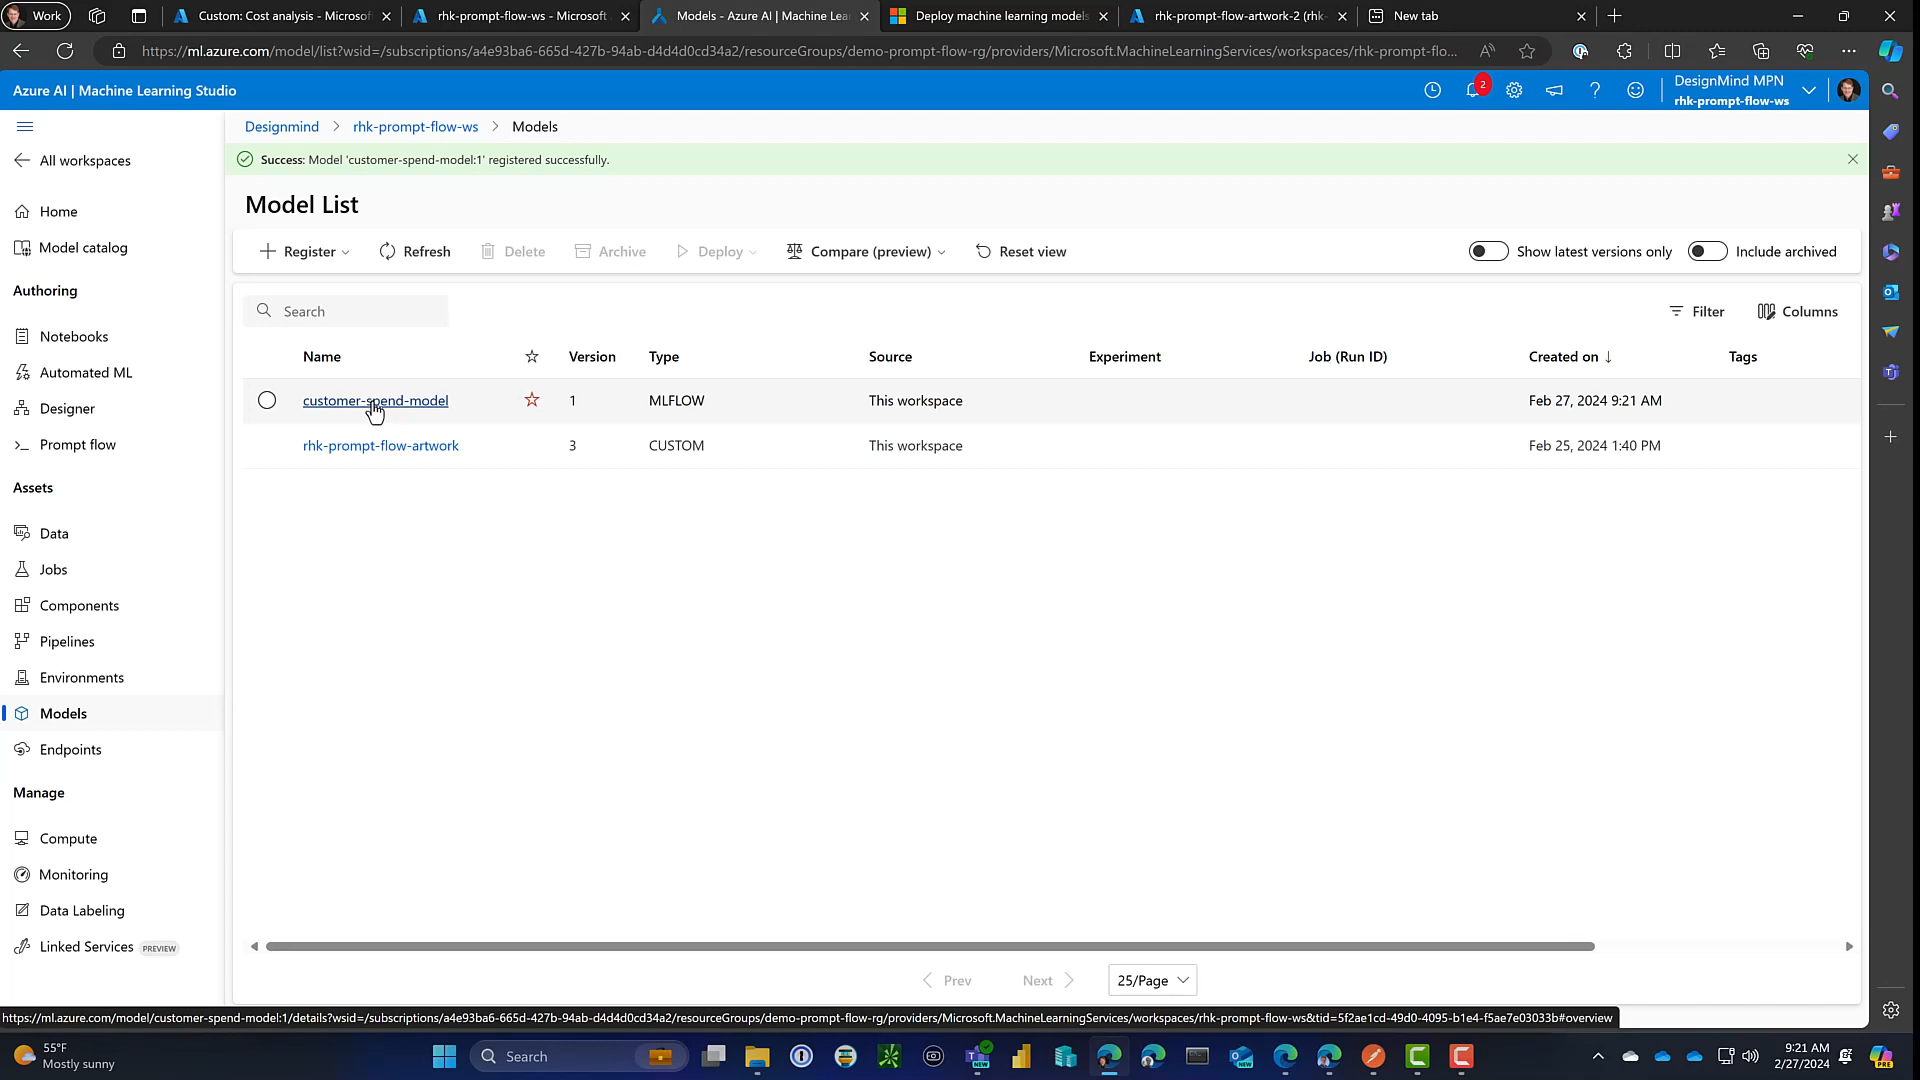 Work
Custom: Cost analysis - Microsof
rhk-prompt-flow-ws - Microsoft
Models - Azure AI | Machine Lea
Deploy machine learning models
rhk-prompt-flow-artwork-2 (rhk-
New tab
https://ml.azure.com/model/list?wsid=/subscriptions/a4e93ba6-665d-427b-94ab-d4d4d0cd34a2/resourceGroups/demo-prompt-flow-rg/providers/Microsoft.MachineLearningServices/workspaces/rhk-prompt-flo...
Azure AI | Machine Learning Studio
2
DesignMind MPN
rhk-prompt-flow-ws
Designmind > rhk-prompt-flow-ws > Models
All workspaces
Success: Model 'customer-spend-model:1' registered successfully.
Home
Model catalog
Authoring
Notebooks
Automated ML
Designer
Prompt flow
Assets
Data
Jobs
Components
Pipelines
Environments
Models
Endpoints
Manage
Compute
Monitoring
Data Labeling
Linked Services PREVIEW
Model List
Register Refresh Delete Archive Deploy Compare (preview) Reset view Show latest versions only Include archived
Search Filter Columns
Name Version Type Source Experiment Job (Run ID) Created on ↓ Tags
customer-spend-model 1 MLFLOW This workspace Feb 27, 2024 9:21 AM
rhk-prompt-flow-artwork 3 CUSTOM This workspace Feb 25, 2024 1:40 PM
Prev Next 25/Page
https://ml.azure.com/model/customer-spend-model:1/details?wsid=/subscriptions/a4e93ba6-665d-427b-94ab-d4d4d0cd34a2/resourceGroups/demo-prompt-flow-rg/providers/Microsoft.MachineLearningServices/workspaces/rhk-prompt-flow-ws&tid=5f2ae1cd-49d0-4095-b1e4-f5ae7e03033b#overview
55°F
Mostly sunny
Search
NEW
NEW
9:21 AM
2/27/2024
PRE